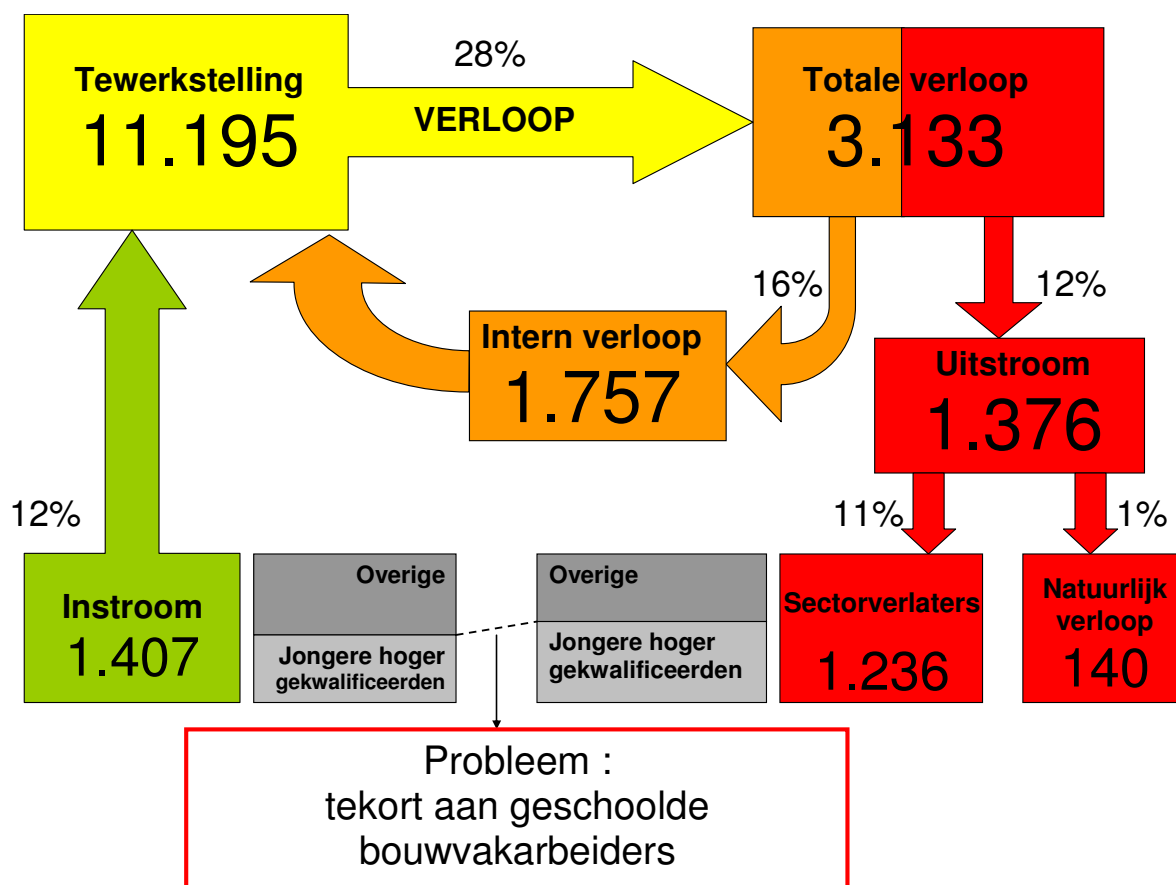 Tewerkstelling
11.195
28%
VERLOOP
Totale verloop
3.133
16%
12%
Intern verloop
1.757
Uitstroom
1.376
12%
11%
1%
Instroom
1.407
Overige
Jongere hoger
gekwalificeerden
Overige
Jongere hoger
gekwalificeerden
Sectorverlaters
1.236
Natuurlijk
verloop
140
Probleem :
tekort aan geschoolde
bouwvakarbeiders